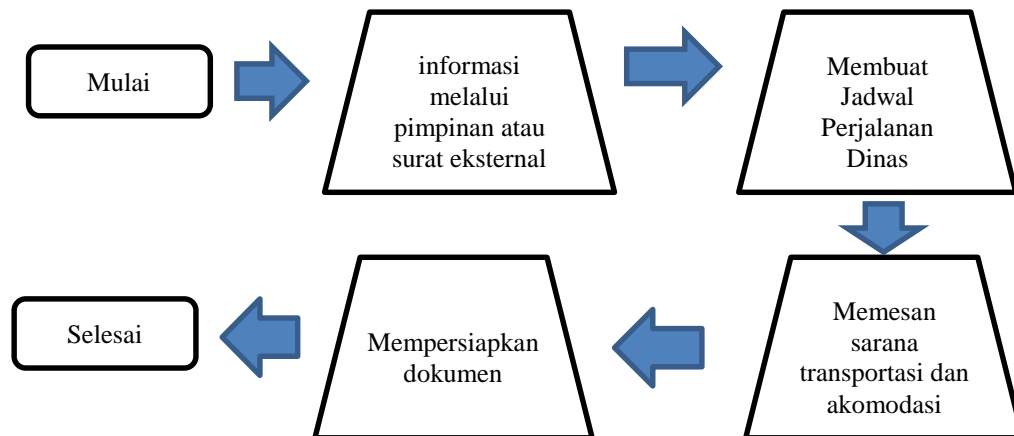 Mulai
informasi
melalui
pimpinan atau
surat eksternal
Membuat
Jadwal
Perjalanan
Dinas
Memesan
sarana
transportasi dan
akomodasi
Mempersiapkan
dokumen
Selesai